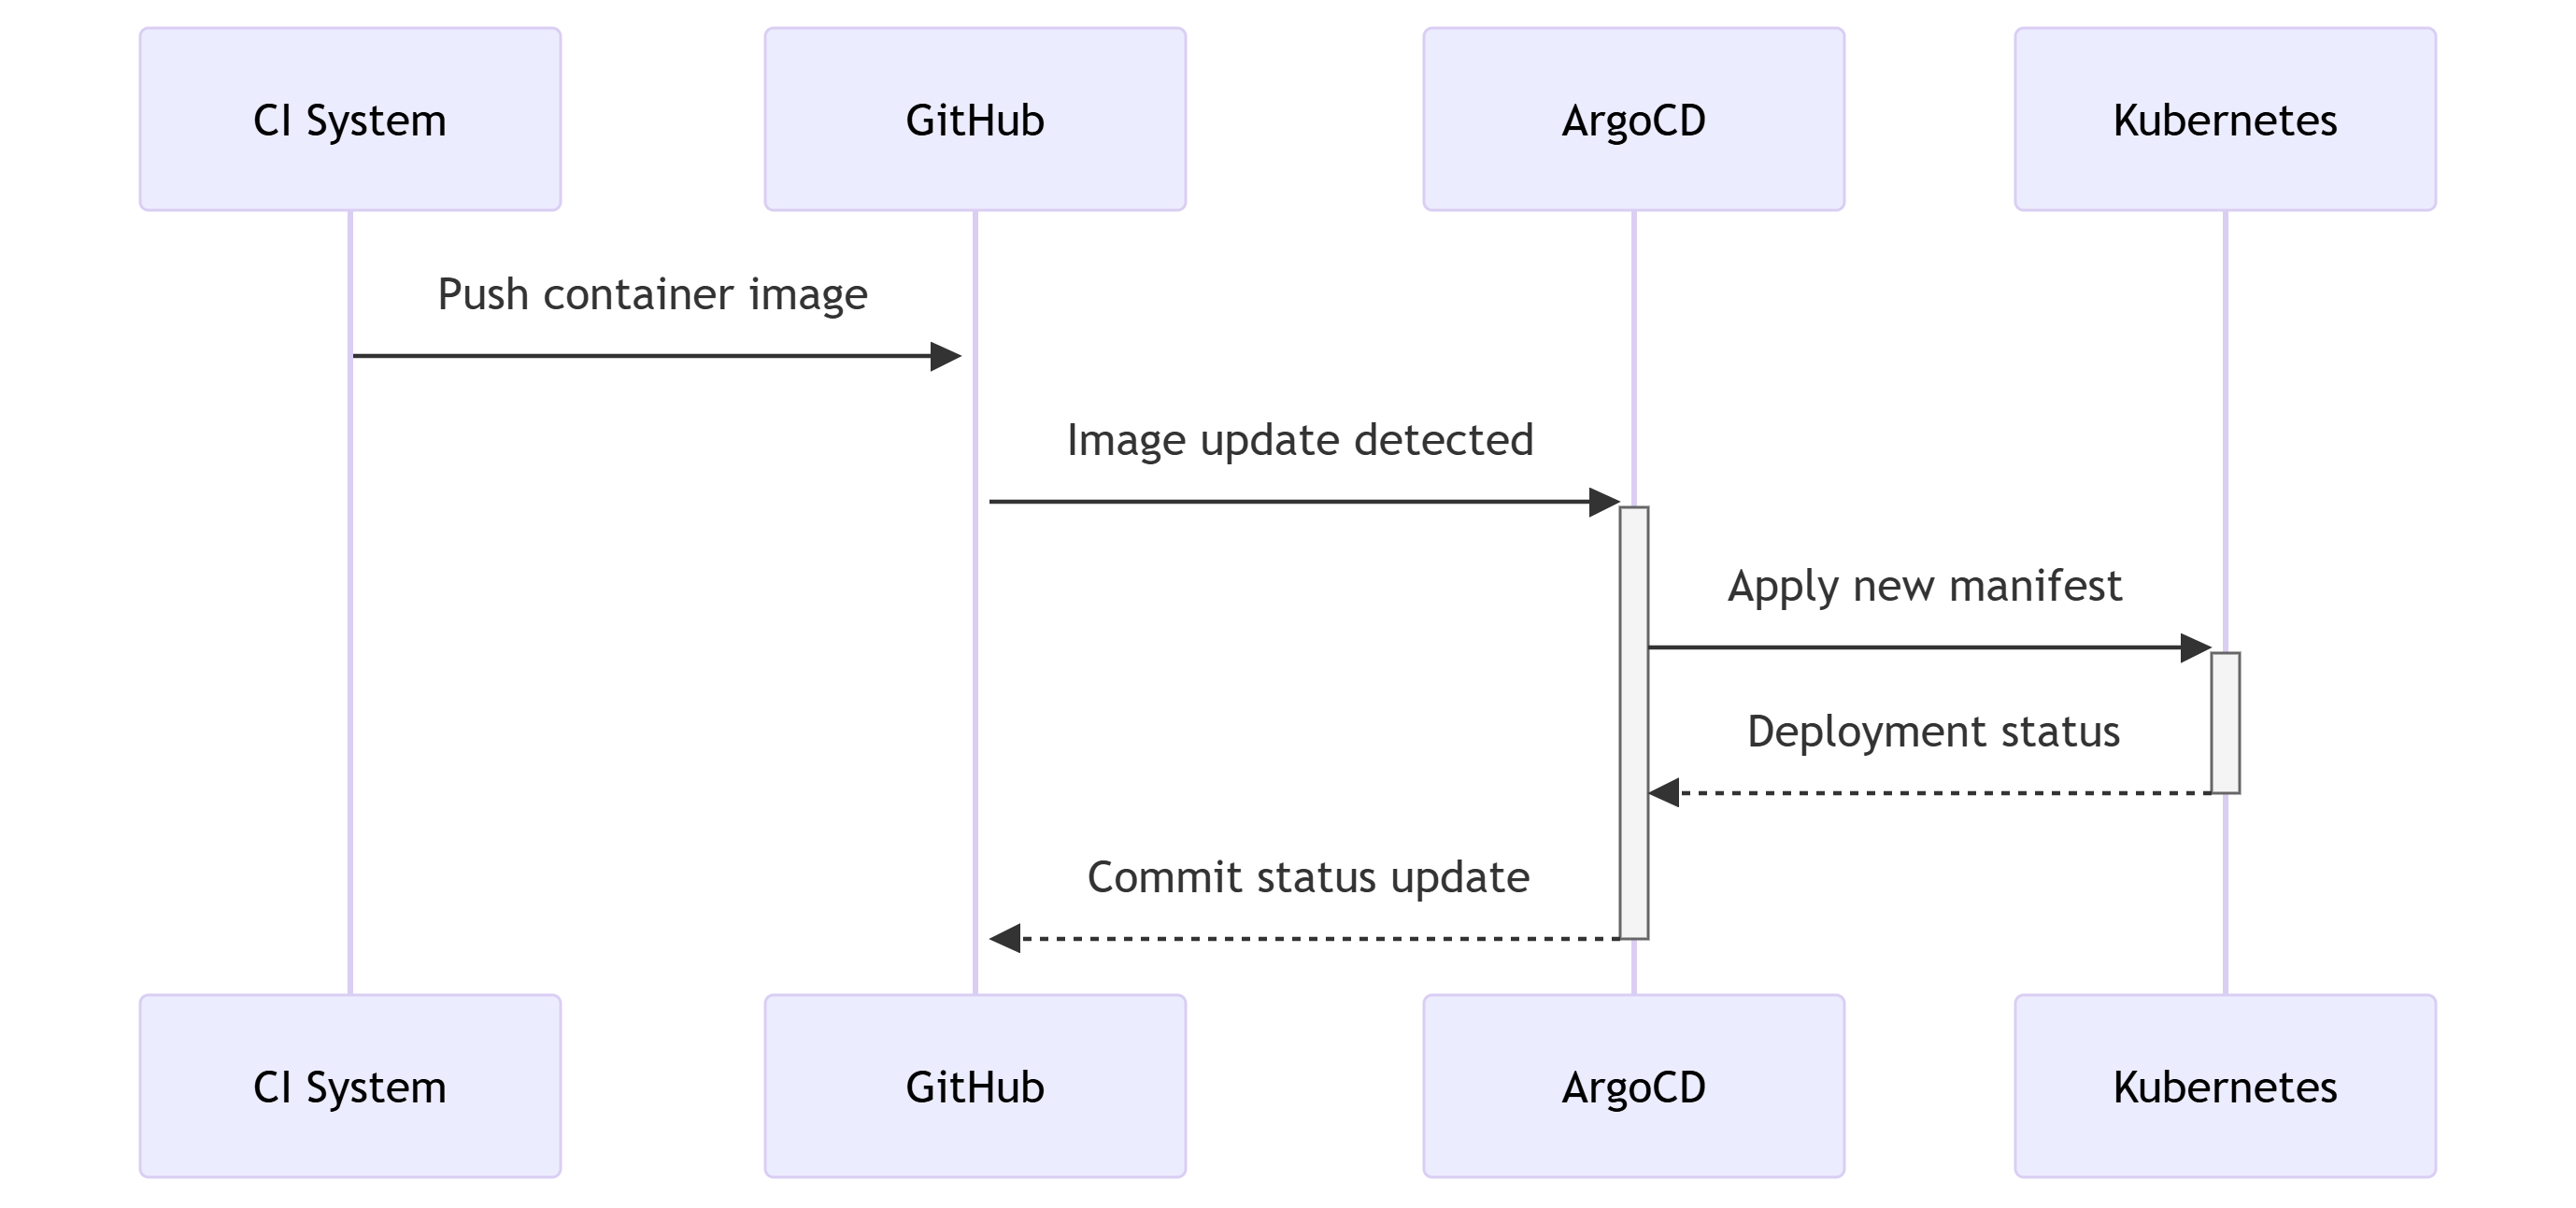 CI System
GitHub
ArgoCD
Kubernetes
Push container image
Image update detected
Apply new manifest
Deployment status
Commit status update
CI System
GitHub
ArgoCD
Kubernetes